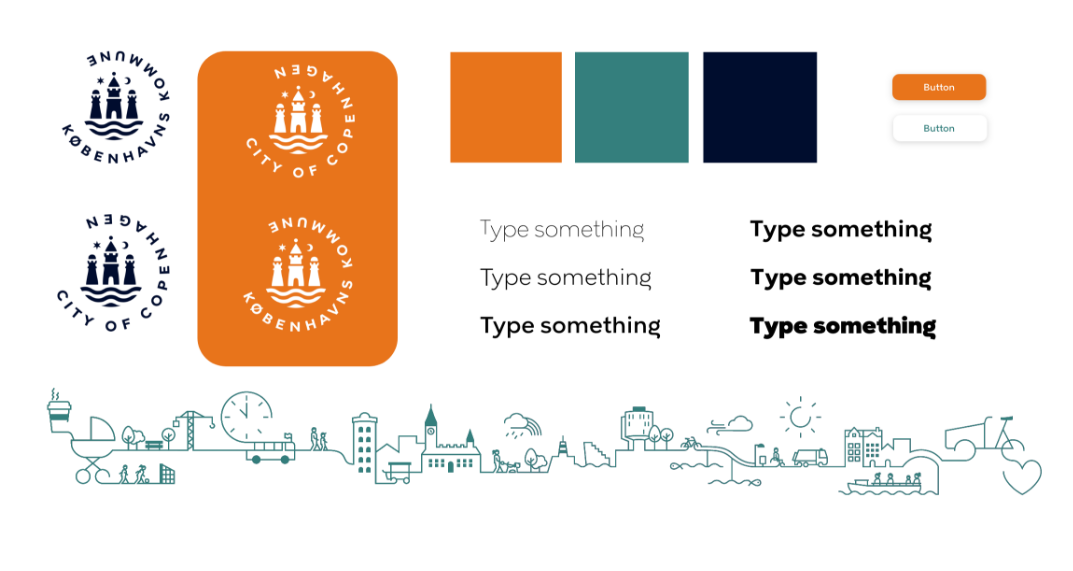 KØBENHAVNS KOMMUNE
CITY OF COPENHAGEN
Button
Button
CITY OF COPENHAGEN
KØBENHAVNS KOMMUNE
Type something
Type something
Type something
Type something
Type something
Type something